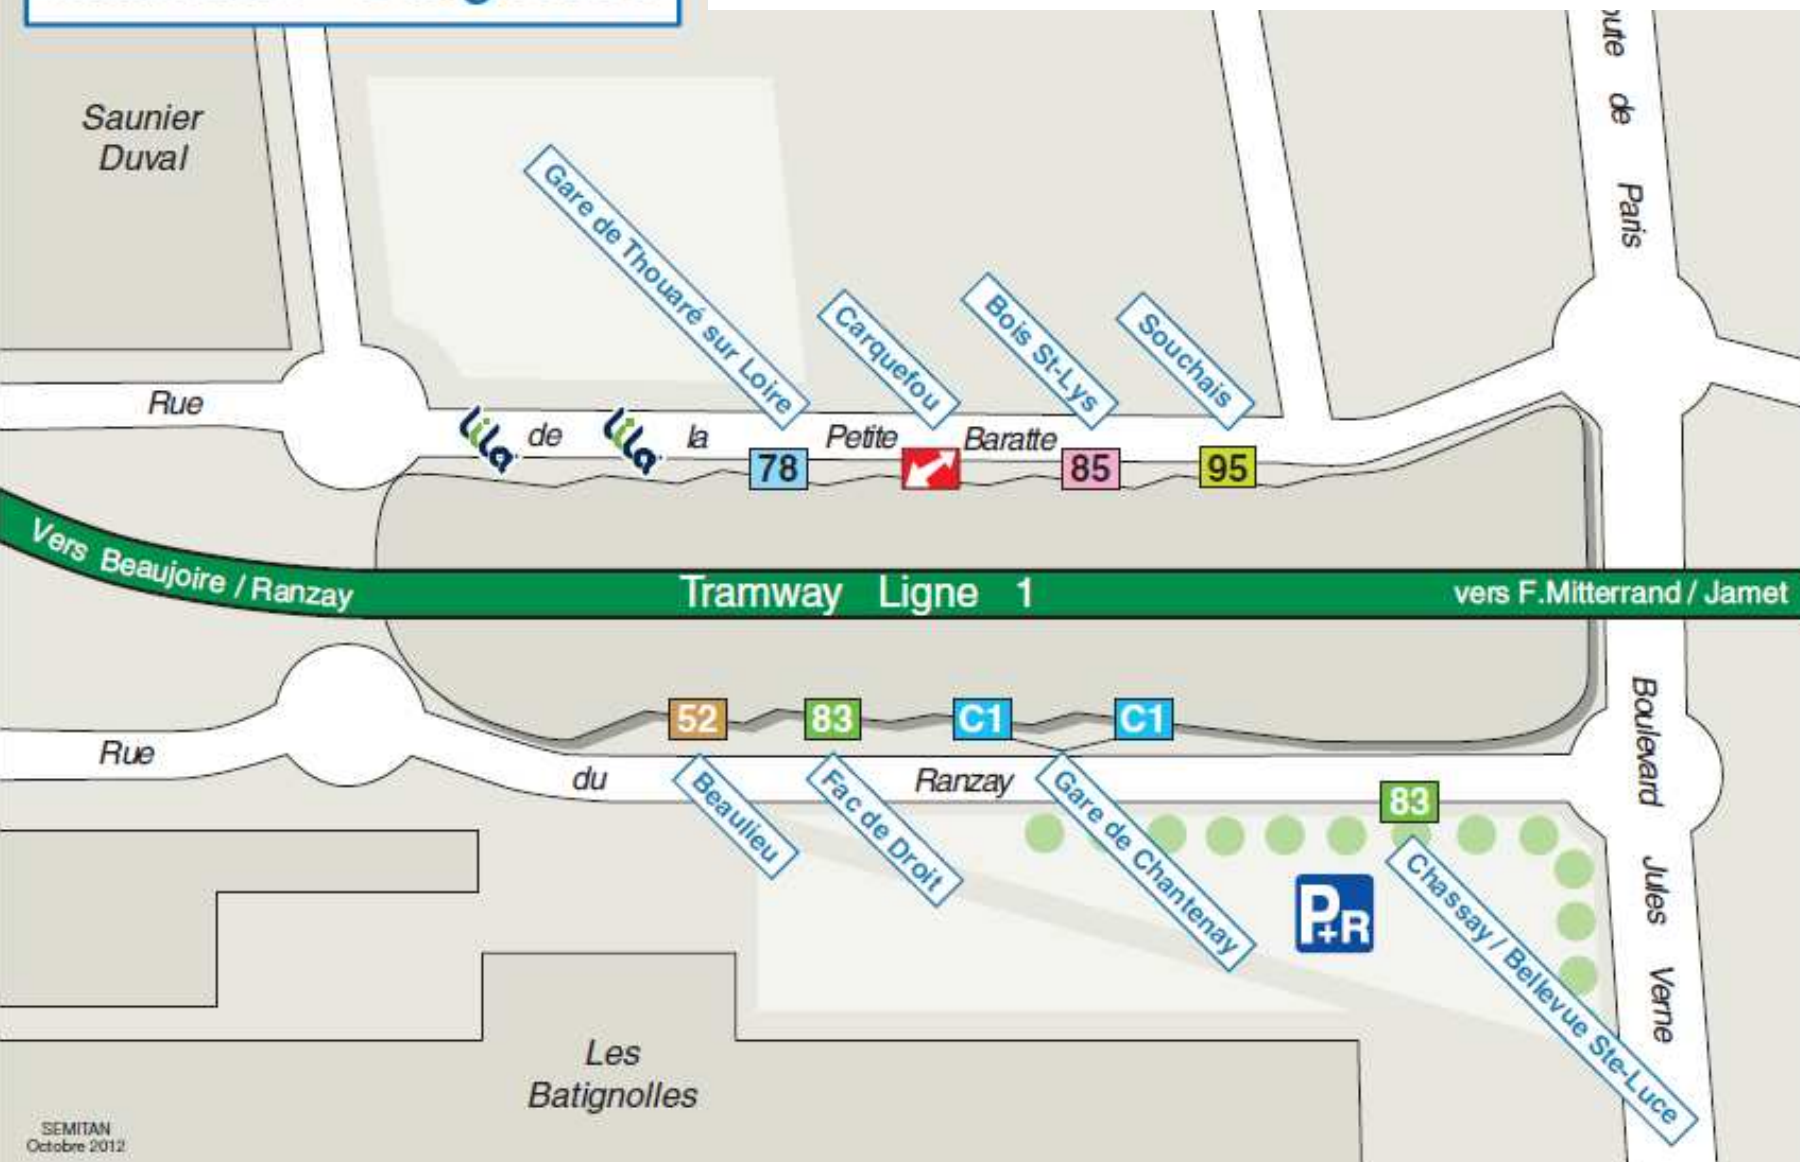 Saunier
Duval
Route de Paris
Gare de Thouaré sur Loire
Carquefou
Bois St-Lys
Souchais
Rue de la Petite Baratte
Lila
Lila
78
85
95
Vers Beaujoire / Ranzay
Tramway Ligne 1
vers F.Mitterrand / Jamet
52
83
C1
C1
Rue du Ranzay
Beaulieu
Fac de Droit
Gare de Chantenay
83
Chassay / Bellevue Ste-Luce
P+R
Boulevard Jules Verne
Les
Batignolles
SEMITAN
Octobre 2012